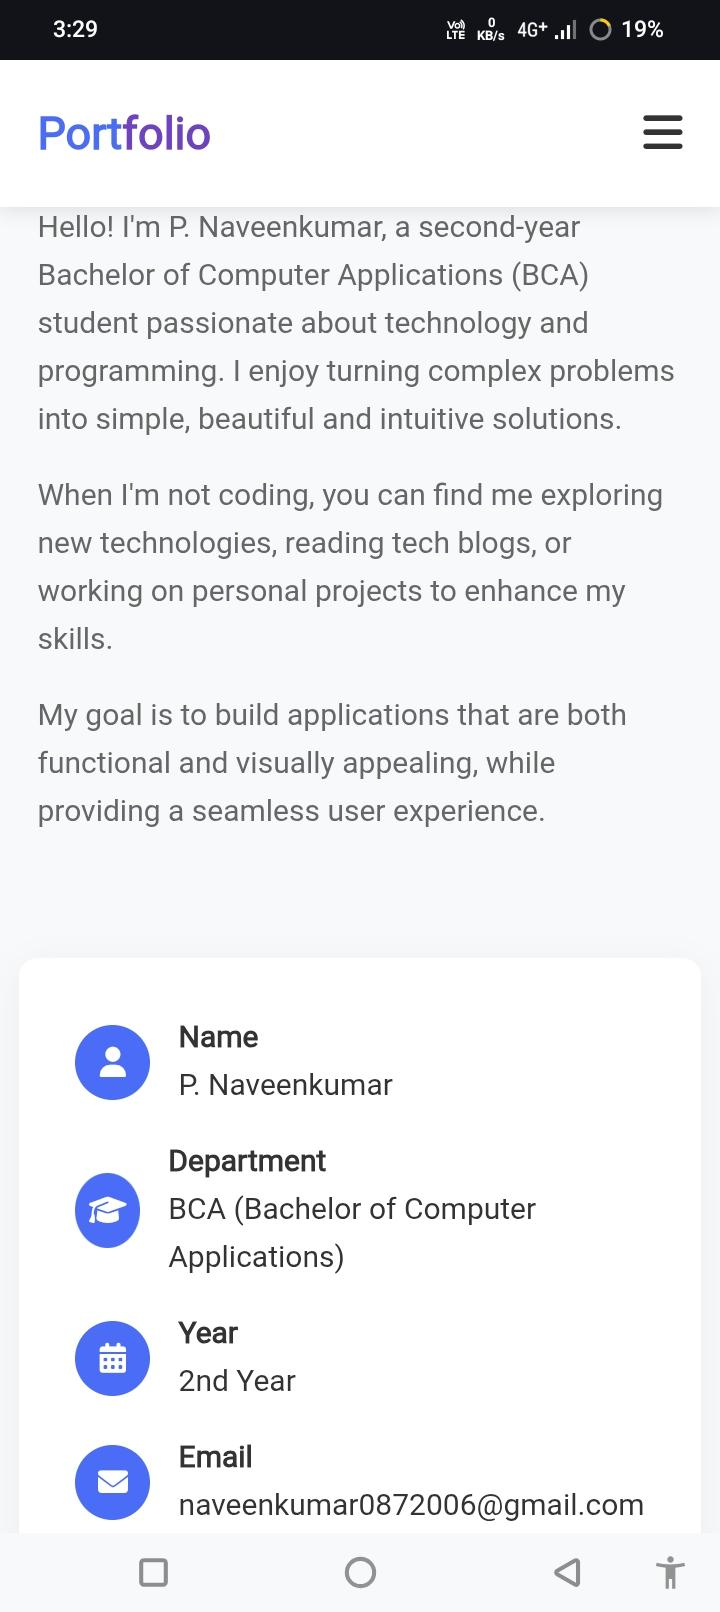 3:29
Vo) LTE
0 KB/s
4G+
19%
Portfolio
Hello! I'm P. Naveenkumar, a second-year
Bachelor of Computer Applications (BCA)
student passionate about technology and
programming. I enjoy turning complex problems
into simple, beautiful and intuitive solutions.
When I'm not coding, you can find me exploring
new technologies, reading tech blogs, or
working on personal projects to enhance my
skills.
My goal is to build applications that are both
functional and visually appealing, while
providing a seamless user experience.
Name
P. Naveenkumar
Department
BCA (Bachelor of Computer
Applications)
Year
2nd Year
Email
naveenkumar0872006@gmail.com